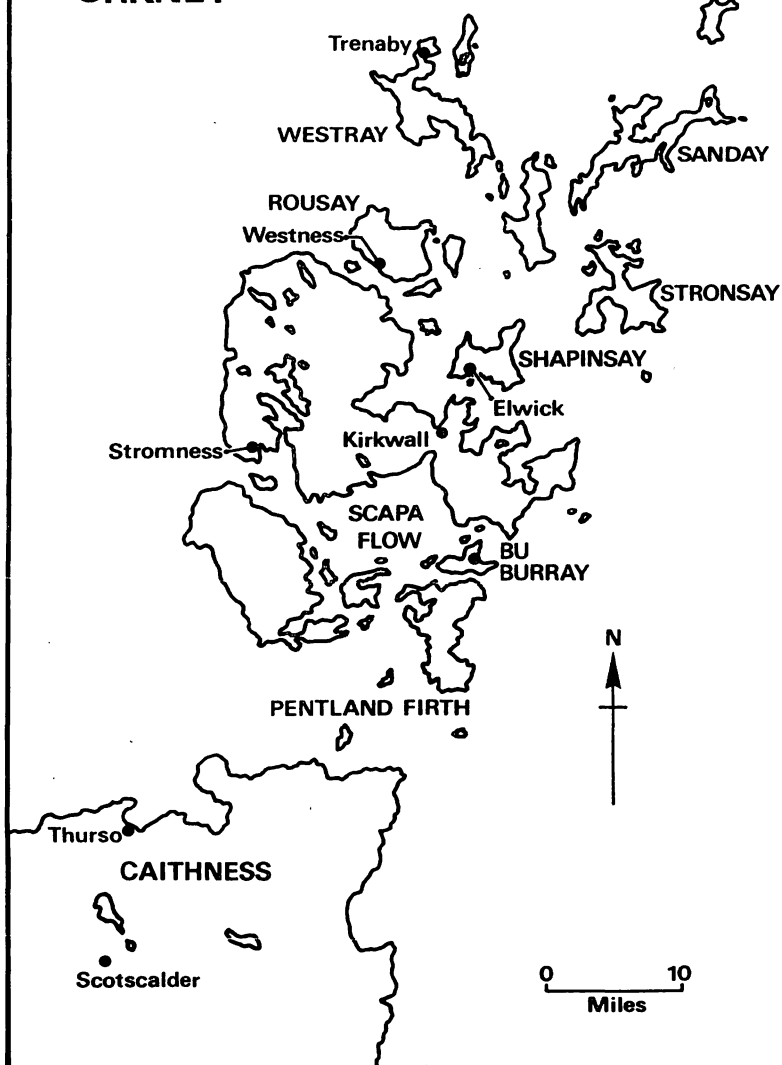 Trenaby
WESTRAY
SANDAY
ROUSAY
Westness
STRONSAY
SHAPINSAY
Elwick
Kirkwall
Stromness
SCAPA
FLOW
BU
BURRAY
N
PENTLAND FIRTH
Thurso
CAITHNESS
Scotscalder
0 10
Miles